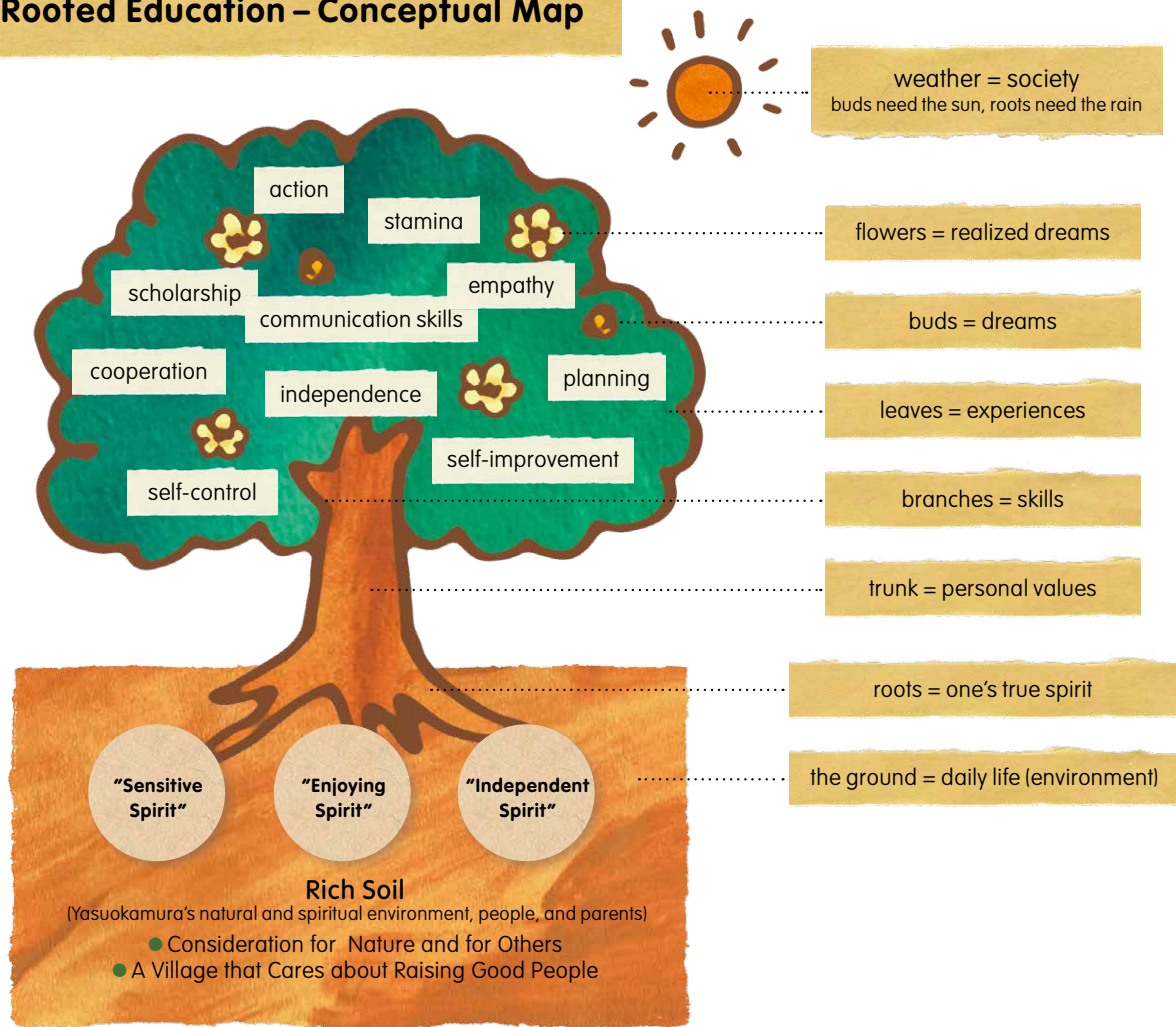 Rooted Education – Conceptual Map
weather = society
buds need the sun, roots need the rain
action
stamina
flowers = realized dreams
scholarship
empathy
communication skills
buds = dreams
cooperation
independence
planning
leaves = experiences
self-improvement
self-control
branches = skills
trunk = personal values
roots = one's true spirit
the ground = daily life (environment)
"Sensitive
Spirit"
"Enjoying
Spirit"
"Independent
Spirit"
Rich Soil
(Yasuokamura's natural and spiritual environment, people, and parents)
● Consideration for Nature and for Others
● A Village that Cares about Raising Good People